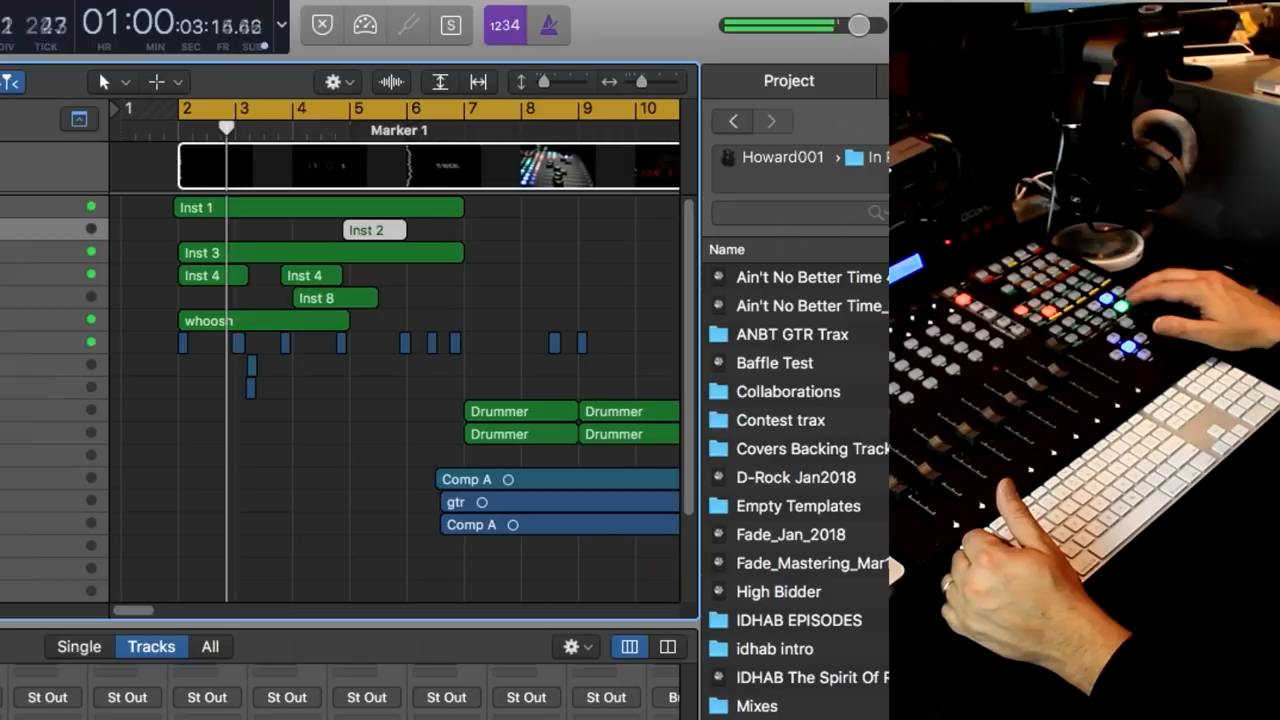 01:00:03:15
DIV TICK HR MIN SEC FR SUB
S
1234
Project
1 2 3 4 5 6 7 8 9 10
Marker 1
Howard001 › In
Inst 1
Inst 2
Inst 3
Inst 4 Inst 4
Inst 8
whoosh
Name
Ain't No Better Time
Ain't No Better Time_
ANBT GTR Trax
Baffle Test
Collaborations
Contest trax
Covers Backing Track
D-Rock Jan2018
Empty Templates
Fade_Jan_2018
Fade_Mastering_Mar
High Bidder
IDHAB EPISODES
idhab intro
IDHAB The Spirit Of
Mixes
Drummer Drummer
Drummer Drummer
Comp A
gtr
Comp A
Single Tracks All
St Out St Out St Out St Out St Out St Out St Out St Out